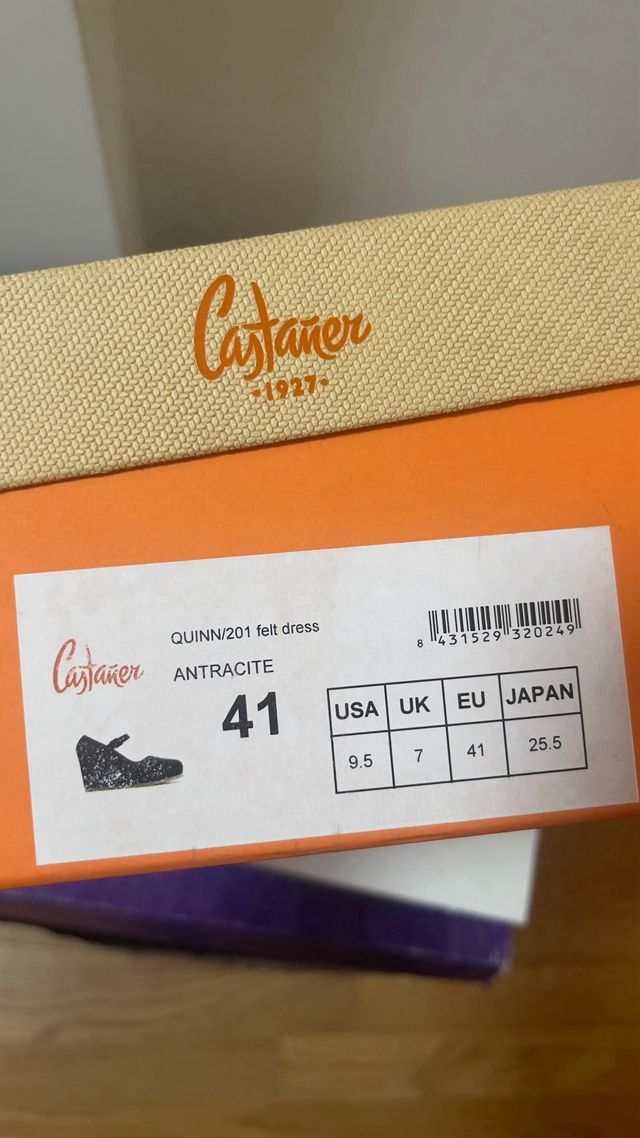 Castañer
·1927·
QUINN/201 felt dress
ANTRACITE
Castañer
41
8 431529 320249
USA UK EU JAPAN
9.5 7 41 25.5